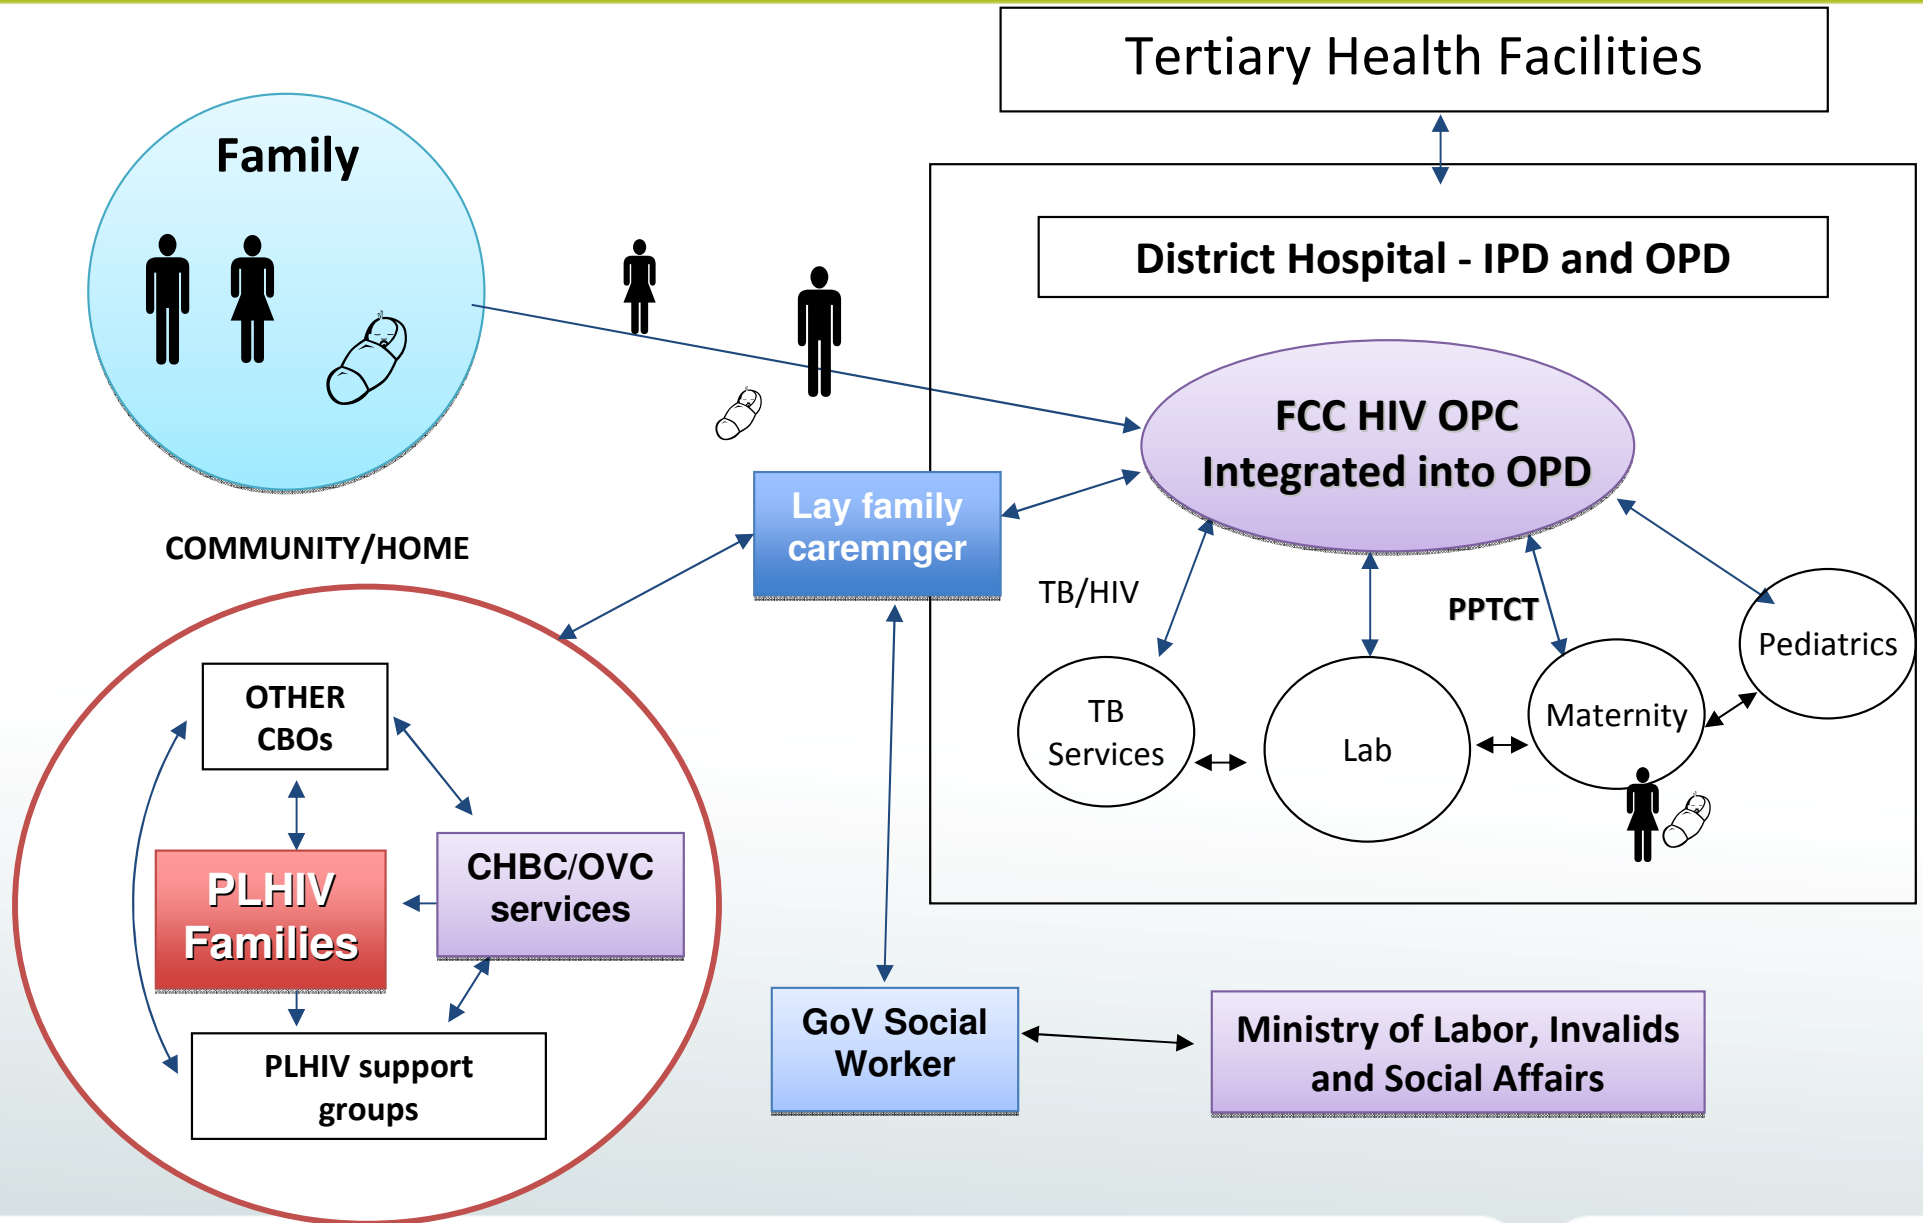 Tertiary Health Facilities
Family
District Hospital - IPD and OPD
FCC HIV OPC
Integrated into OPD
Lay family
caremnger
COMMUNITY/HOME
TB/HIV
PPTCT
Pediatrics
TB
Services
Lab
Maternity
OTHER
CBOs
PLHIV
Families
CHBC/OVC
services
PLHIV support
groups
GoV Social
Worker
Ministry of Labor, Invalids
and Social Affairs